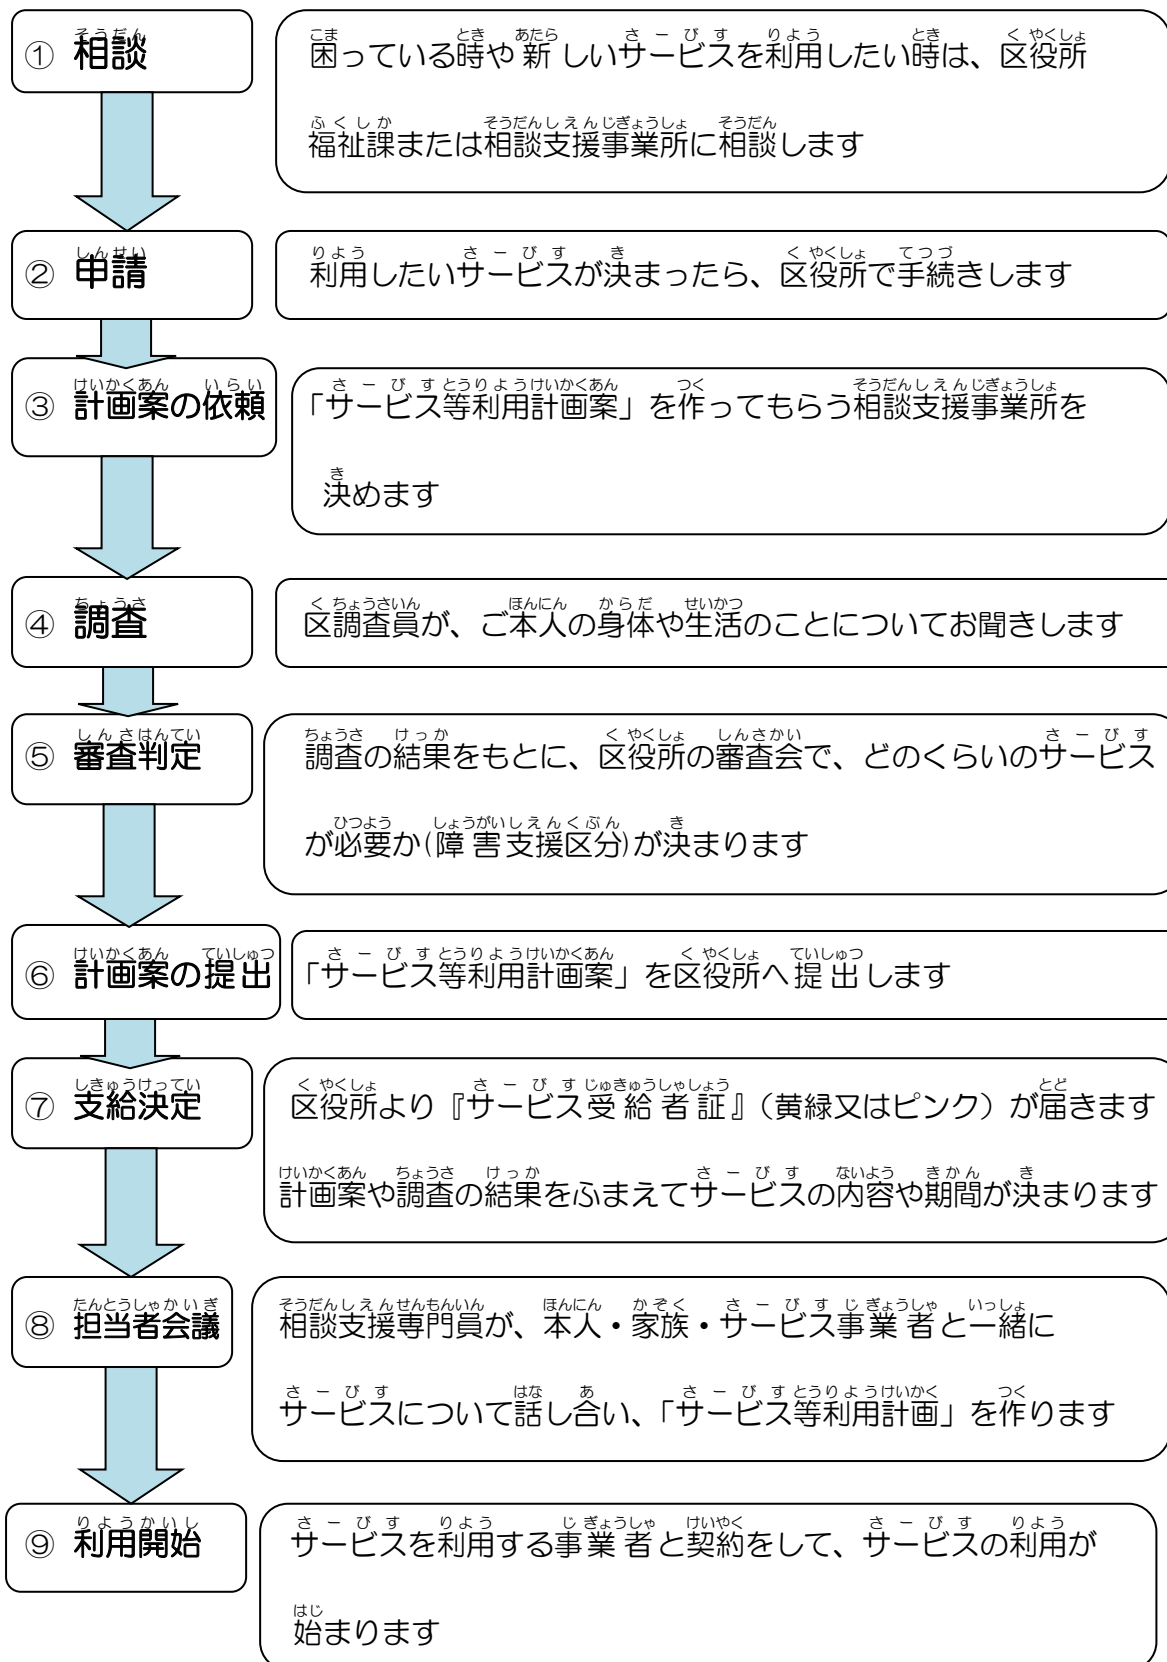 ① 相談
困っている時や新しいサービスを利用したい時は、区役所
福祉課または相談支援事業所に相談します
② 申請
利用したいサービスが決まったら、区役所で手続きします
③ 計画案の依頼
「サービス等利用計画案」を作ってもらう相談支援事業所を
決めます
④ 調査
区調査員が、ご本人の身体や生活のことについてお聞きします
⑤ 審査判定
調査の結果をもとに、区役所の審査会で、どのくらいのサービス
が必要か(障害支援区分)が決まります
⑥ 計画案の提出
「サービス等利用計画案」を区役所へ提出します
⑦ 支給決定
区役所より『サービス受給者証』（黄緑又はピンク）が届きます
計画案や調査の結果をふまえてサービスの内容や期間が決まります
⑧ 担当者会議
相談支援専門員が、本人・家族・サービス事業者と一緒に
サービスについて話し合い、「サービス等利用計画」を作ります
⑨ 利用開始
サービスを利用する事業者と契約をして、サービスの利用が
始まります